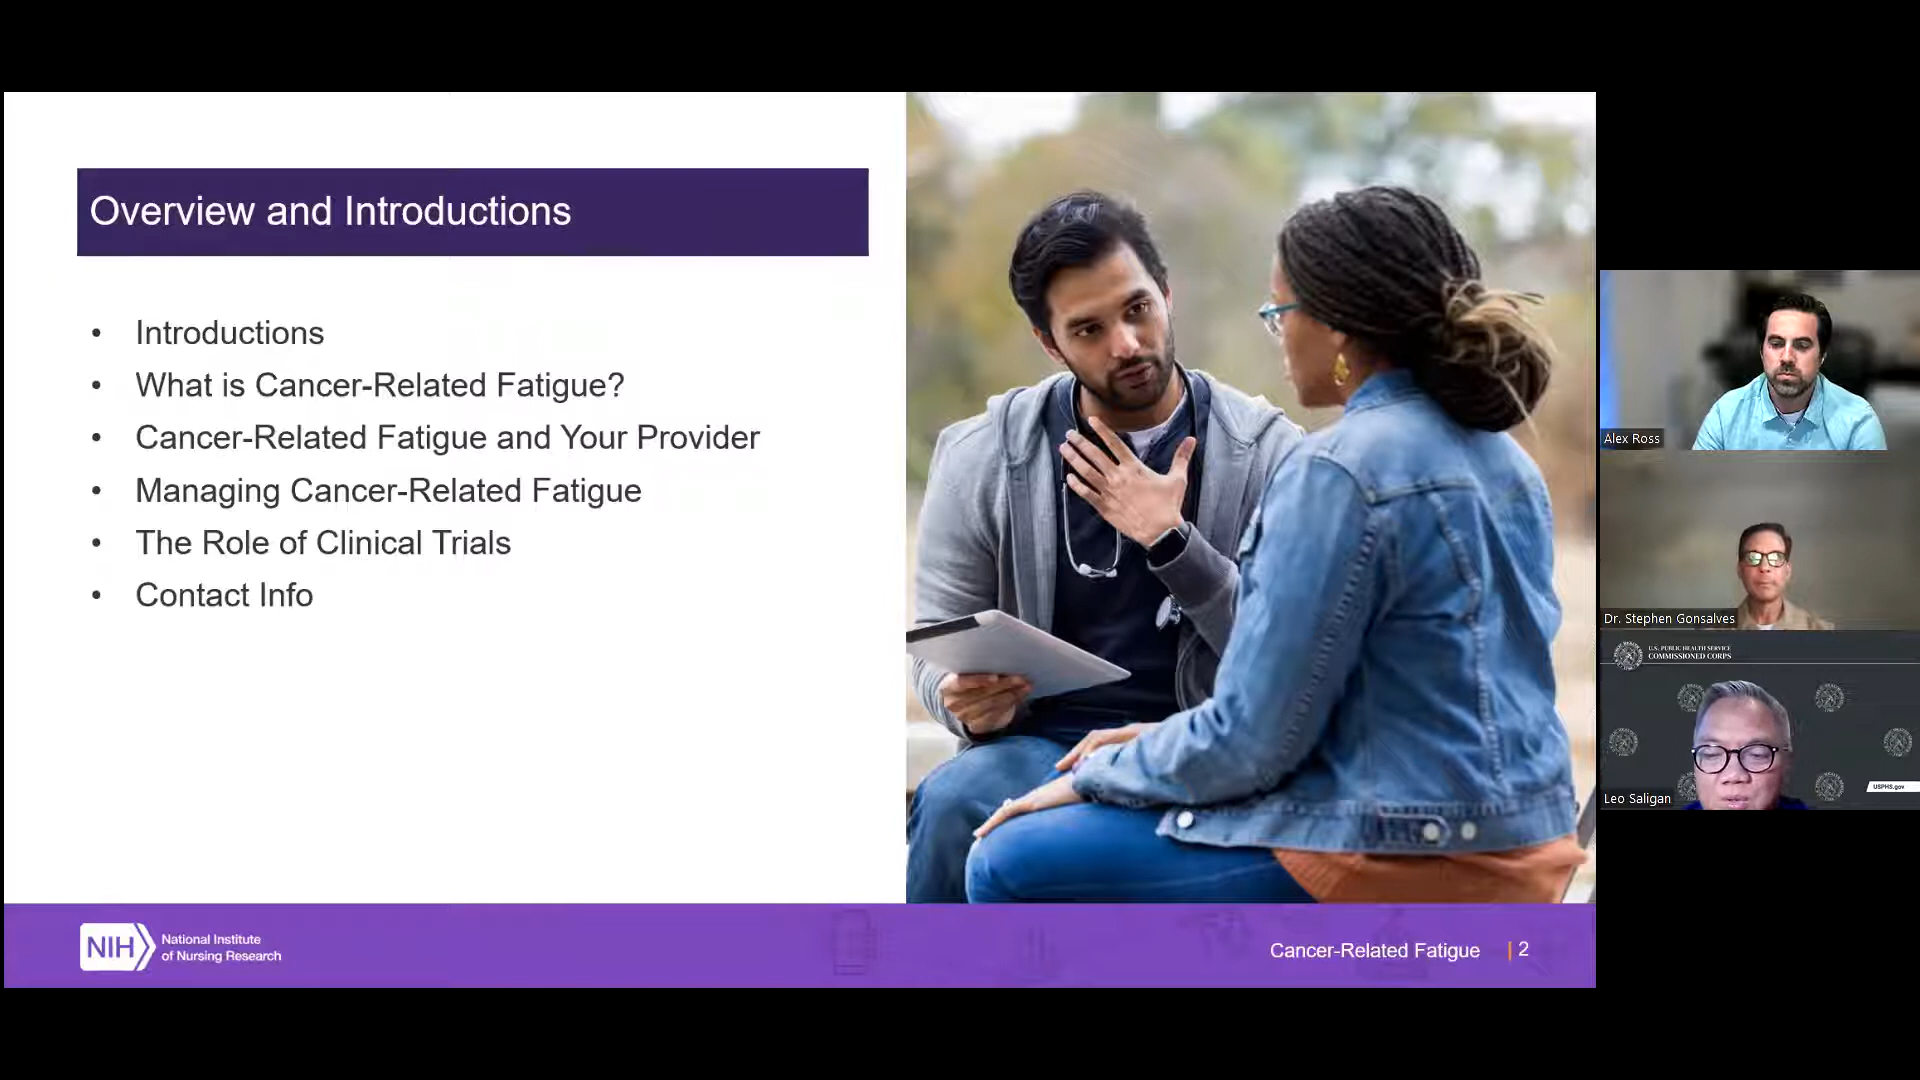 Overview and Introductions
• Introductions
• What is Cancer-Related Fatigue?
• Cancer-Related Fatigue and Your Provider
• Managing Cancer-Related Fatigue
• The Role of Clinical Trials
• Contact Info
NIH
National Institute
of Nursing Research
Cancer-Related Fatigue | 2
Alex Ross
Dr. Stephen Gonsalves
U.S. PUBLIC HEALTH SERVICE
COMMISSIONED CORPS
USPHS.gov
Leo Saligan